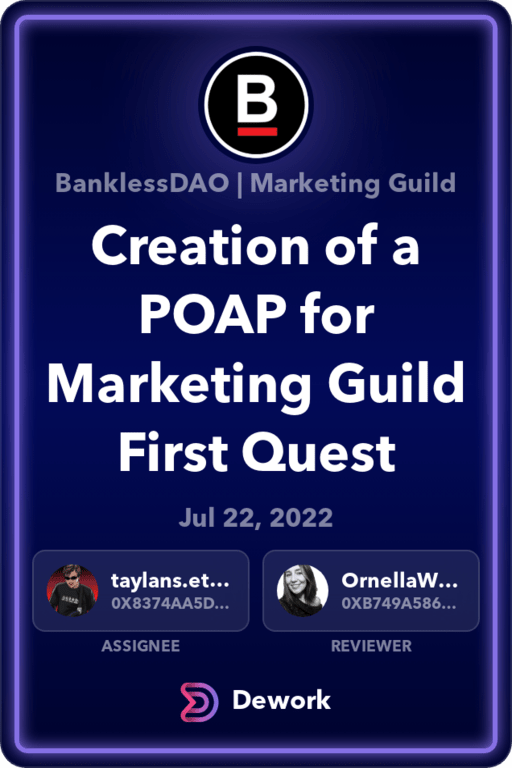 B
BanklessDAO | Marketing Guild
Creation of a
POAP for
Marketing Guild
First Quest
Jul 22, 2022
taylans.et...
0X8374AA5D...
ASSIGNEE
OrnellaW...
0XB749A586...
REVIEWER
Dework